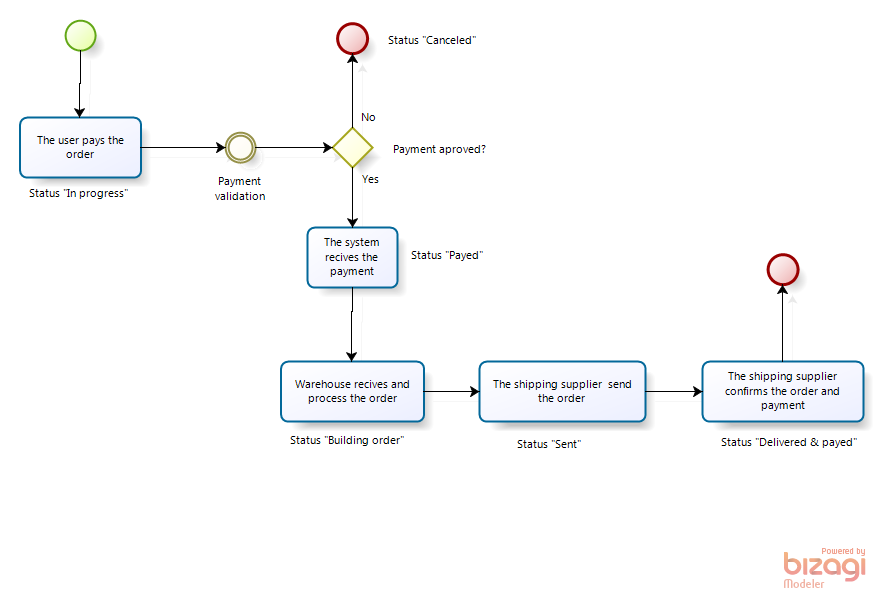 Status "Canceled"
No
The user pays the
order
Payment aproved?
Yes
Payment
validation
Status "In progress"
The system
recives the
payment
Status "Payed"
Warehouse recives and
process the order
The shipping supplier  send
the order
The shipping supplier
confirms the order and
payment
Status "Building order"
Status "Sent"
Status "Delivered & payed"
Powered by
bizagi
Modeler